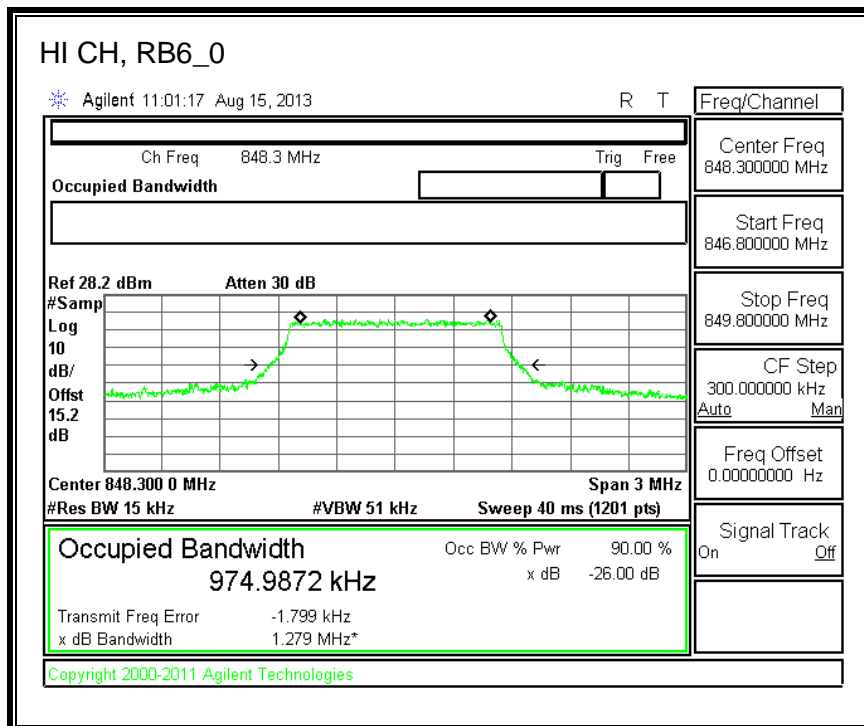 HI CH, RB6_0
Agilent 11:01:17 Aug 15, 2013 R T
Freq/Channel
Ch Freq 848.3 MHz Trig Free
Occupied Bandwidth
Center Freq
848.300000 MHz
Start Freq
846.800000 MHz
Stop Freq
849.800000 MHz
CF Step
300.000000 kHz
Auto Man
Freq Offset
0.00000000 Hz
Signal Track
On Off
Ref 28.2 dBm Atten 30 dB
#Samp
Log
10
dB/
Offst
15.2
dB
Center 848.300 0 MHz Span 3 MHz
#Res BW 15 kHz #VBW 51 kHz Sweep 40 ms (1201 pts)
Occupied Bandwidth
974.9872 kHz
Occ BW % Pwr 90.00 %
x dB -26.00 dB
Transmit Freq Error -1.799 kHz
x dB Bandwidth 1.279 MHz*
Copyright 2000-2011 Agilent Technologies